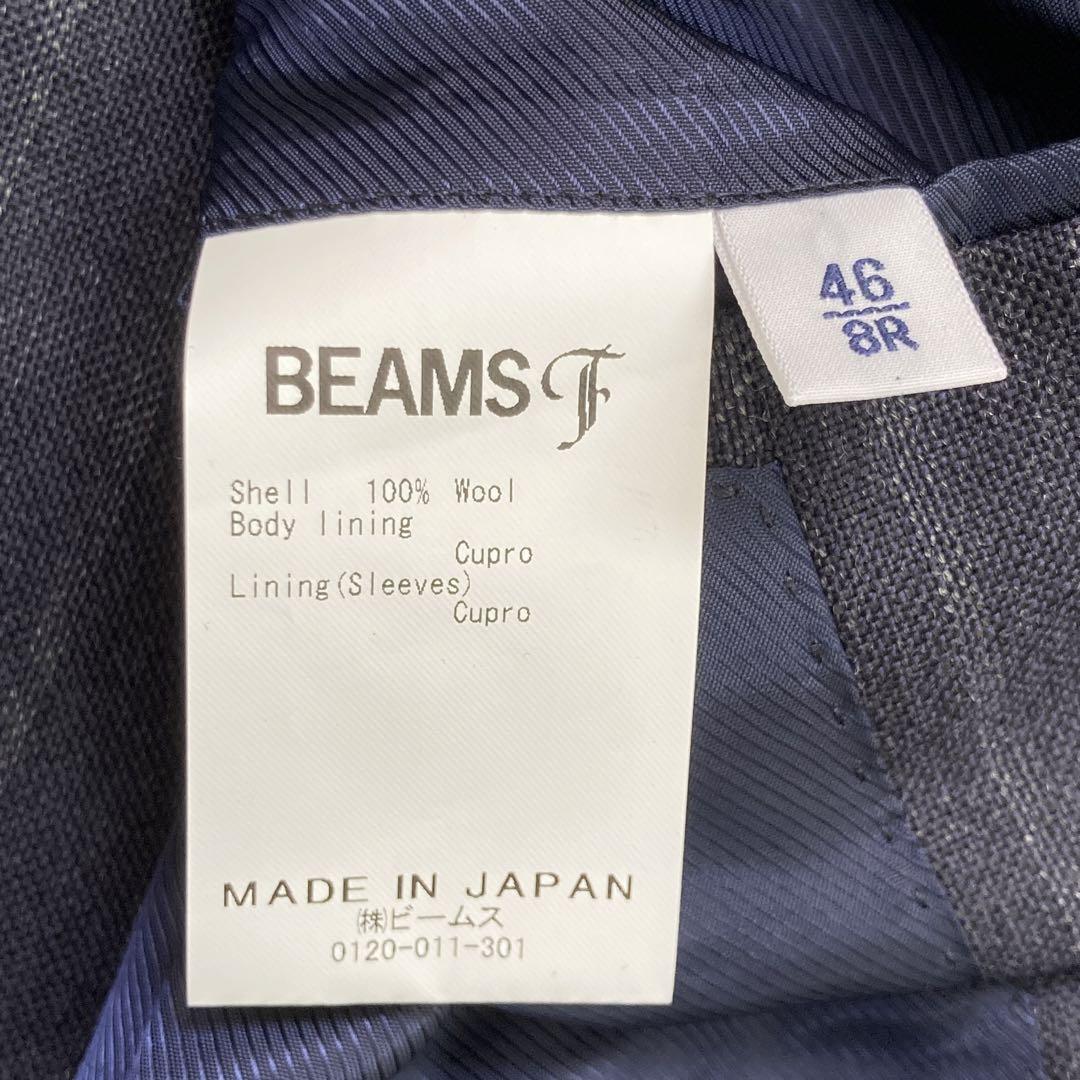 BEAMS F
Shell 100% Wool
Body lining
Cupro
Lining(Sleeves)
Cupro
MADE IN JAPAN
㈱ビームス
0120-011-301
46
8R